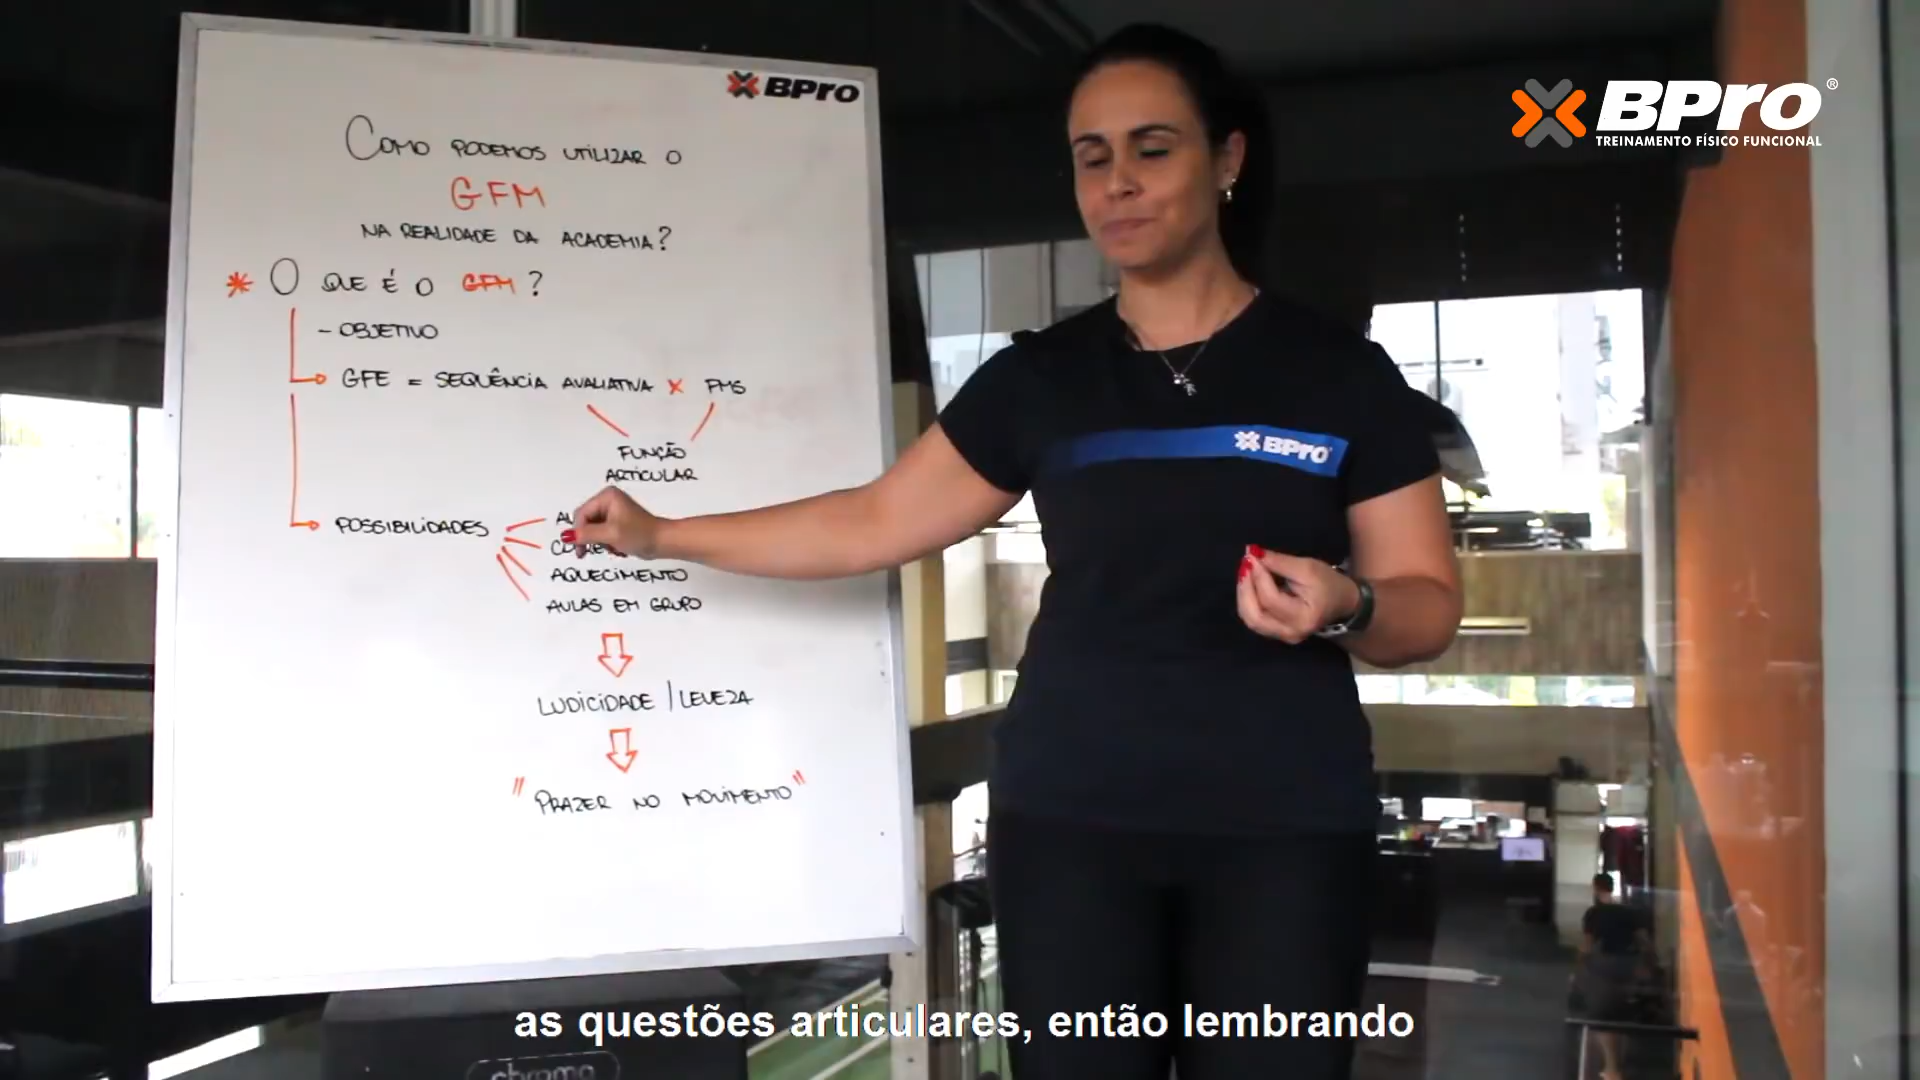 BPro
COMO PODEMOS UTILIZAR O
GFM
NA REALIDADE DA ACADEMIA?
* O QUE É O GFM?
- OBJETIVO
GFE = SEQUÊNCIA AVALIATIVA X FMS
FUNÇÃO
ARTICULAR
POSSIBILIDADES
AQUECIMENTO
AULAS EM GRUPO
LUDICIDADE / LEVEZA
"PRAZER NO MOVIMENTO"
BPro®
TREINAMENTO FÍSICO FUNCIONAL
BPro
as questões articulares, então lembrando
chroma